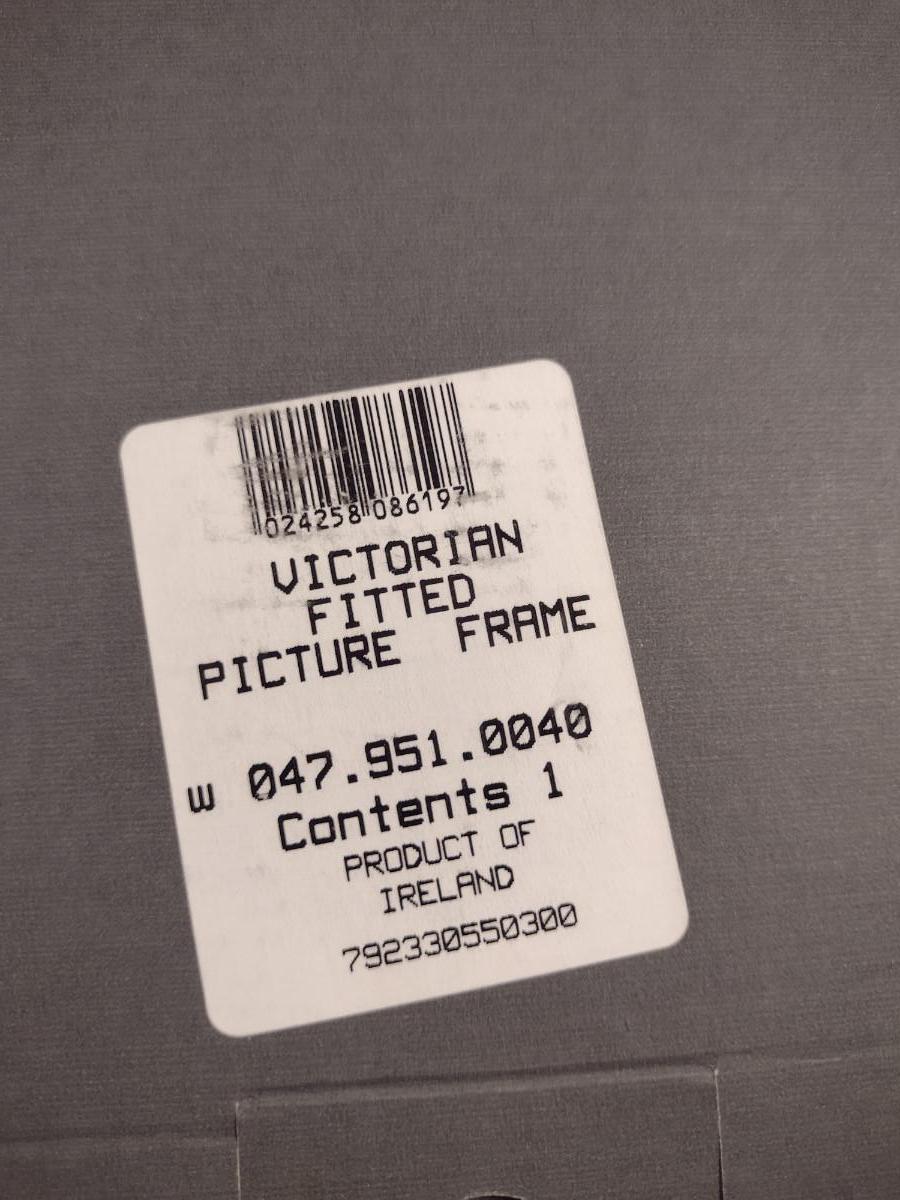 024258 086197
VICTORIAN
FITTED
PICTURE FRAME
W 047.951.0040
Contents 1
PRODUCT OF
IRELAND
792330550300